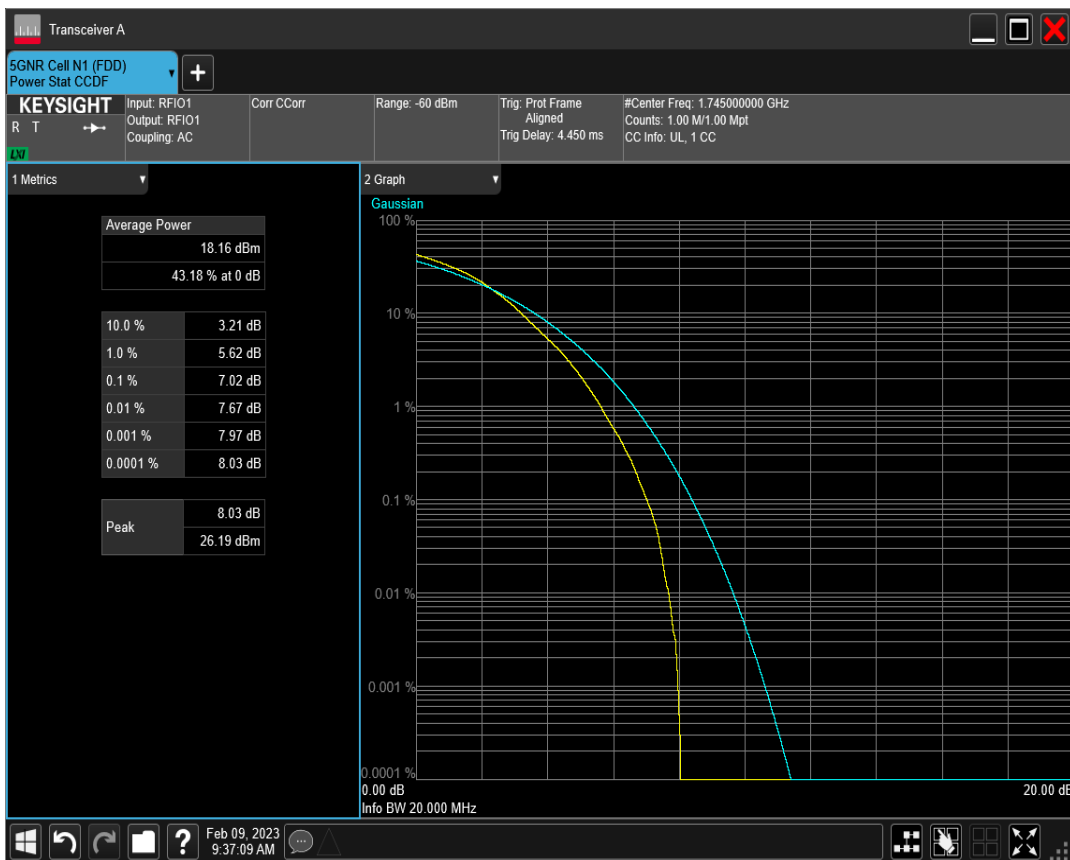 Transceiver A
5GNR Cell N1 (FDD)
Power Stat CCDF
+
KEYSIGHT
R T
LXI
Input: RFIO1
Output: RFIO1
Coupling: AC
Corr CCorr
Range: -60 dBm
Trig: Prot Frame
Aligned
Trig Delay: 4.450 ms
#Center Freq: 1.745000000 GHz
Counts: 1.00 M/1.00 Mpt
CC Info: UL, 1 CC
1 Metrics
Average Power
18.16 dBm
43.18 % at 0 dB
10.0 % 3.21 dB
1.0 % 5.62 dB
0.1 % 7.02 dB
0.01 % 7.67 dB
0.001 % 7.97 dB
0.0001 % 8.03 dB
Peak
8.03 dB
26.19 dBm
2 Graph
Gaussian
100 %
10 %
1 %
0.1 %
0.01 %
0.001 %
0.0001 %
0.00 dB 20.00 dB
Info BW 20.000 MHz
?
Feb 09, 2023
9:37:09 AM